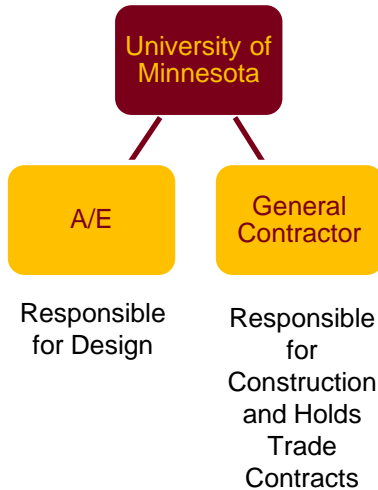 University of
Minnesota
A/E
General
Contractor
Responsible
for Design
Responsible
for
Construction
and Holds
Trade
Contracts